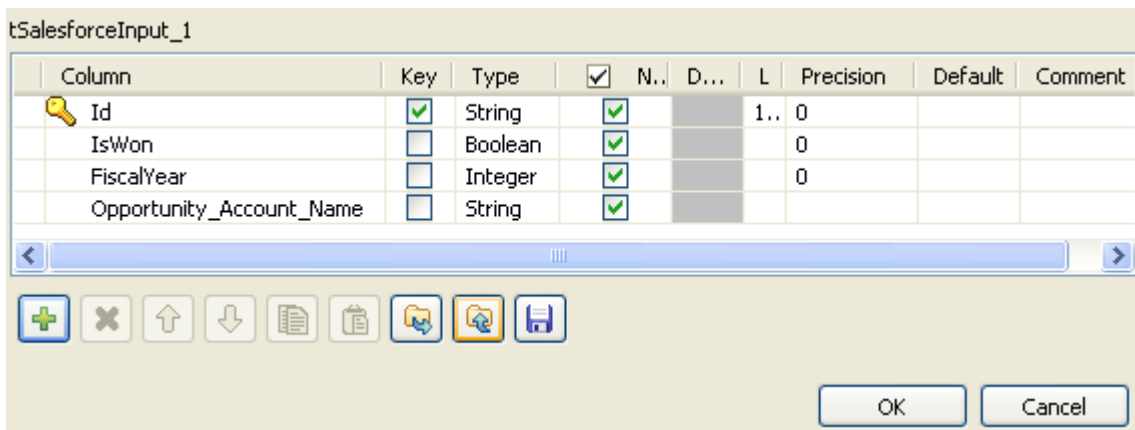 tSalesforceInput_1
Column Key Type N.. D... L Precision Default Comment
Id String 1.. 0
IsWon Boolean 0
FiscalYear Integer 0
Opportunity_Account_Name String
OK Cancel